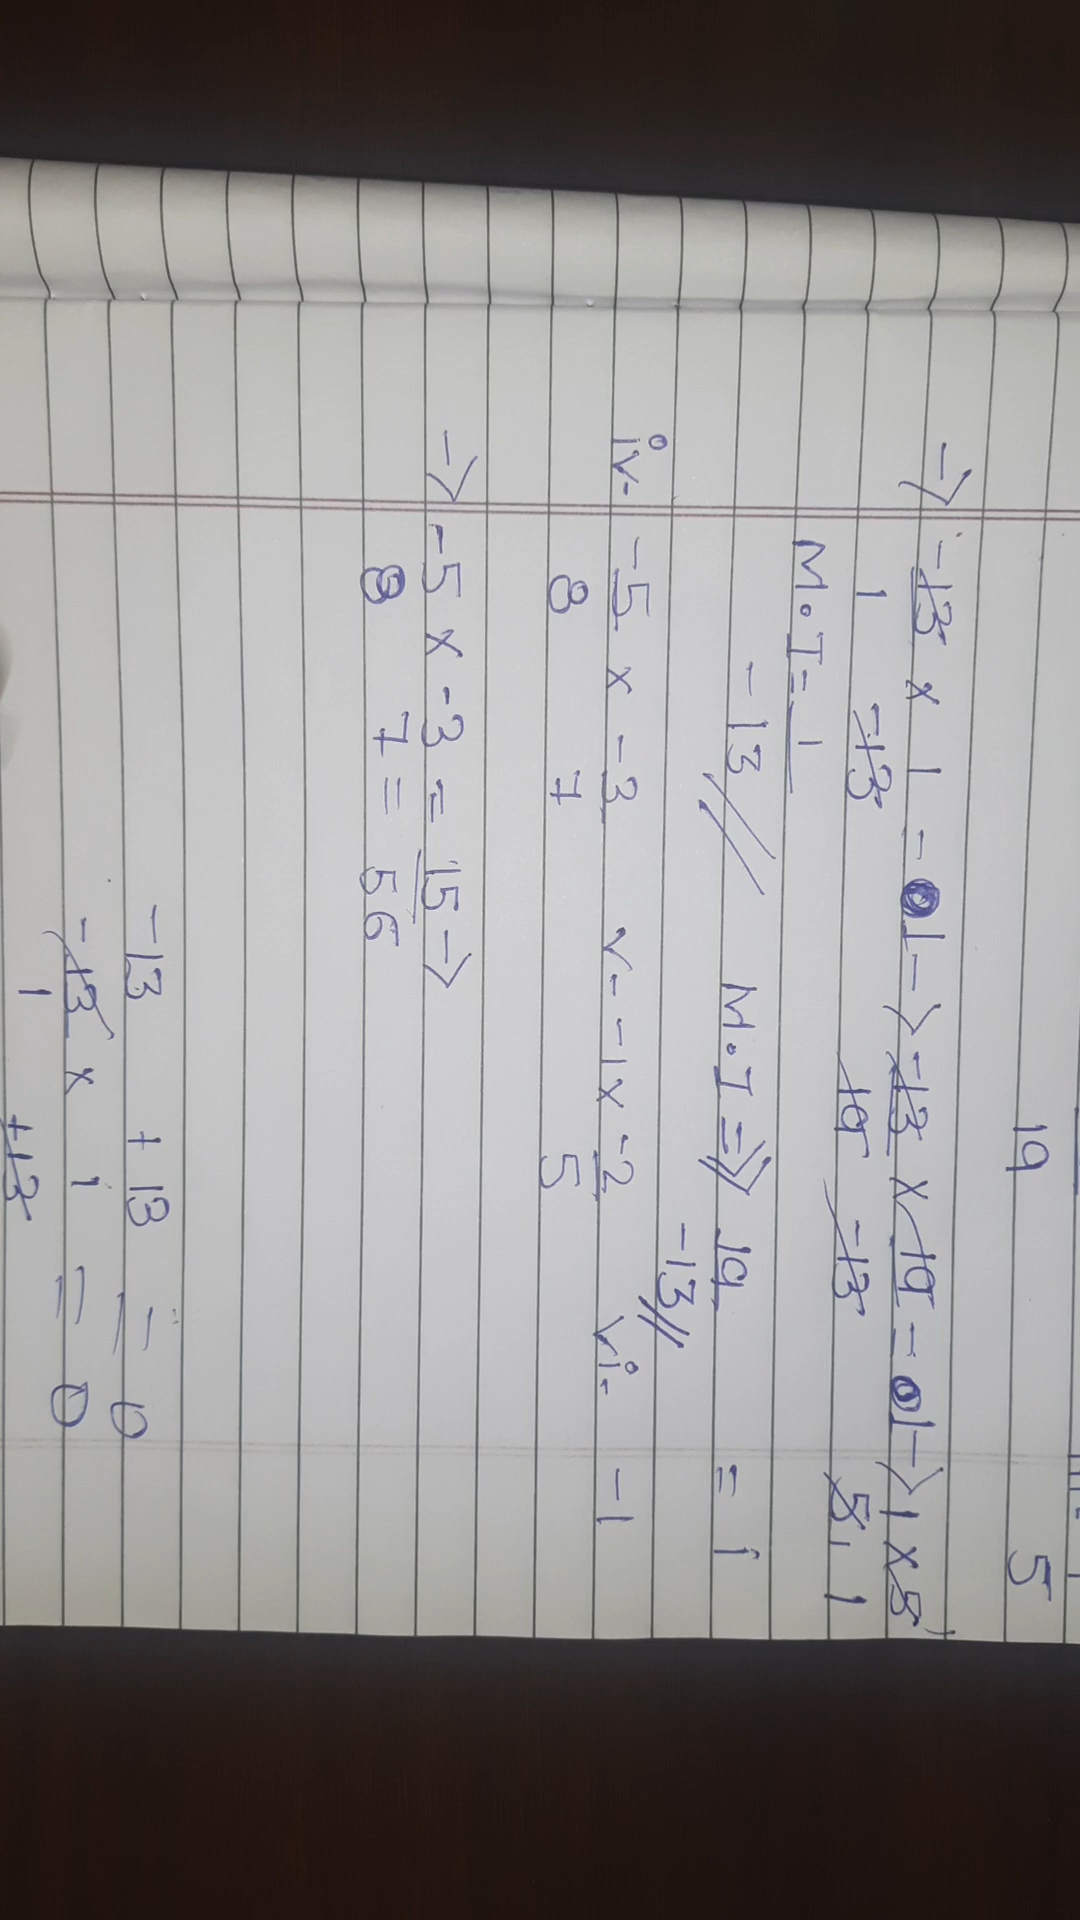 19 5
→ -13 × 1 = 1 → -13 × 19 = 1 → 1 × 5
1 -13 19 -13 5 1
M.I = 1
-13 // M.I ⇒ 19 = 1
-13 //
iv- -5 × -3 v- -1 × -2 vi- -1
8 7 5
→ -5 × -3 = 15 →
8 7 = 56
-13 + 13 = 0
-13 × 1 = 0
1 +13